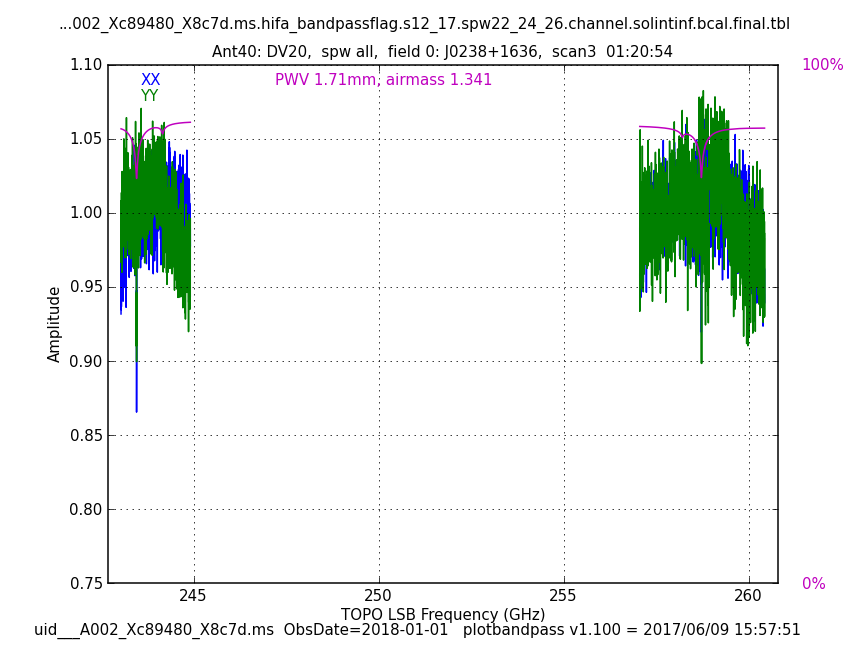 ...002_Xc89480_X8c7d.ms.hifa_bandpassflag.s12_17.spw22_24_26.channel.solintinf.bcal.final.tbl
Ant40: DV20,  spw all,  field 0: J0238+1636,  scan3  01:20:54
1.10
100%
XX
PWV 1.71mm, airmass 1.341
YY
1.05
1.00
0.95
Amplitude
0.90
0.85
0.80
0.75
0%
245
250
255
260
TOPO LSB Frequency (GHz)
uid___A002_Xc89480_X8c7d.ms  ObsDate=2018-01-01   plotbandpass v1.100 = 2017/06/09 15:57:51